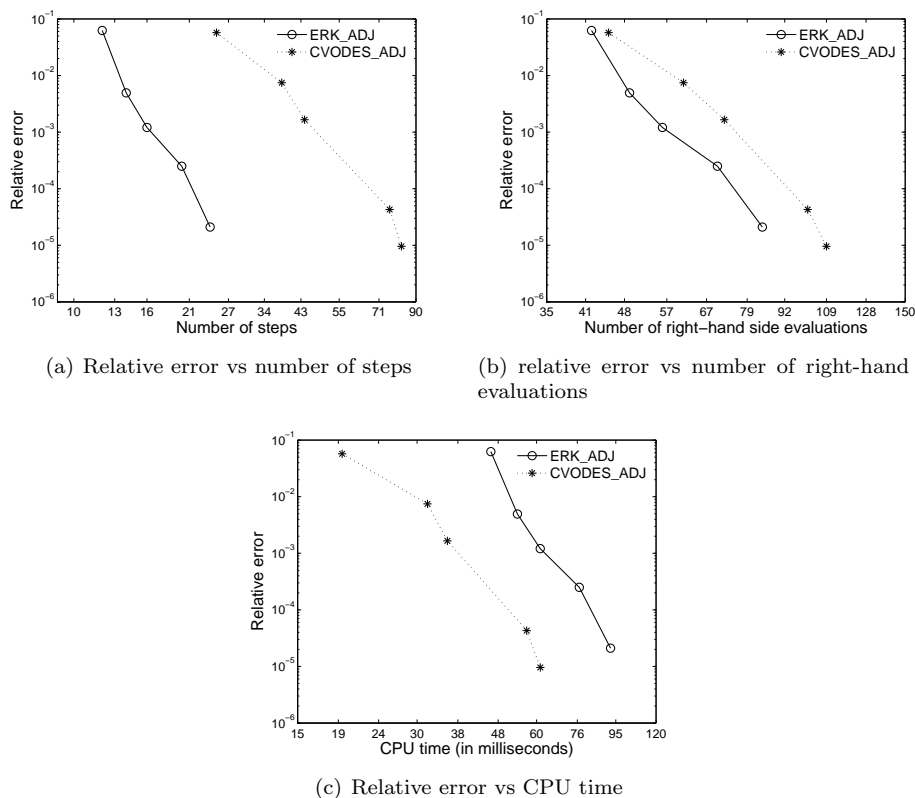 10^-1
10^-2
10^-3
10^-4
10^-5
10^-6
Relative error
ERK_ADJ
CVODES_ADJ
10 13 16 21 27 34 45 55 71 90
Number of steps
(a) Relative error vs number of steps
10^-1
10^-2
10^-3
10^-4
10^-5
10^-6
Relative error
ERK_ADJ
CVODES_ADJ
35 41 48 57 67 79 92 109 128 150
Number of right-hand side evaluations
(b) relative error vs number of right-hand
evaluations
10^-1
10^-2
10^-3
10^-4
10^-5
10^-6
Relative error
ERK_ADJ
CVODES_ADJ
15 19 24 30 38 48 60 76 95 120
CPU time (in milliseconds)
(c) Relative error vs CPU time